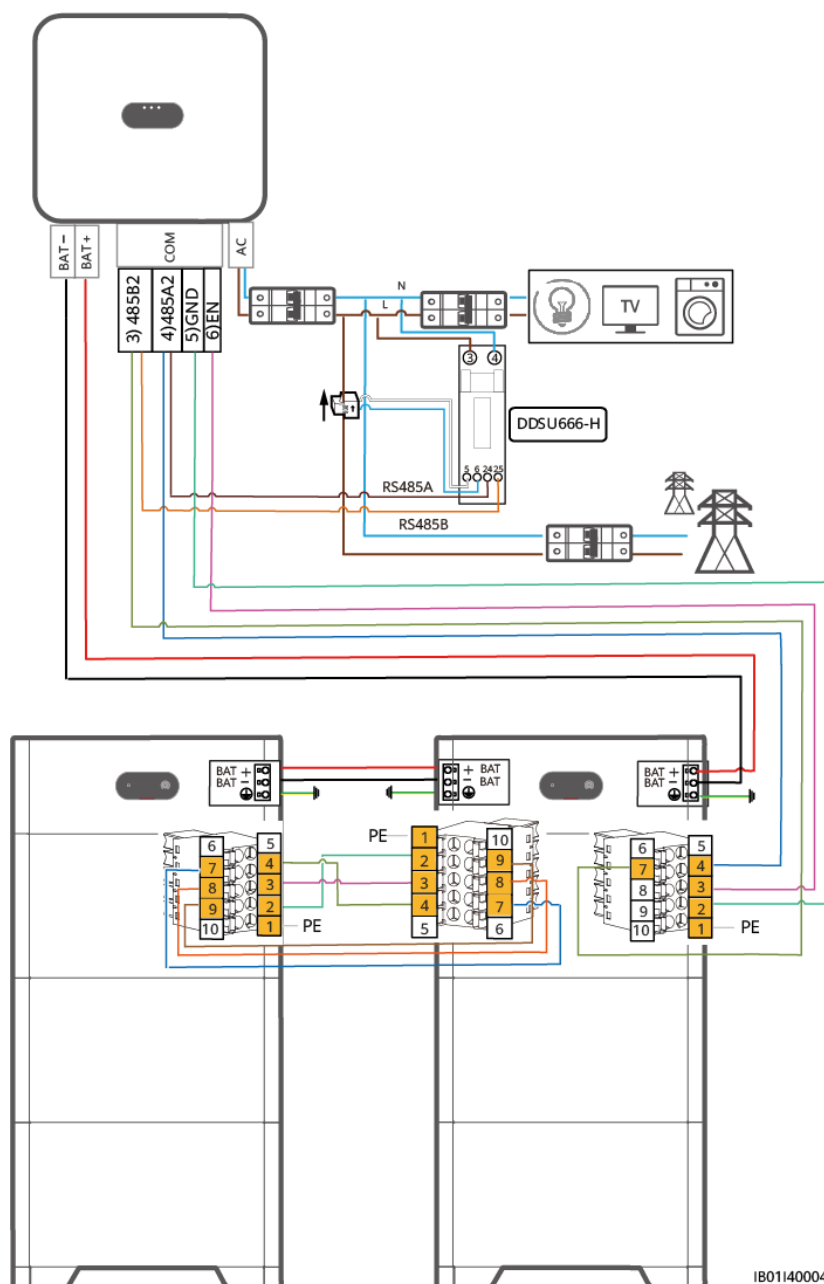 BAT−
BAT+
COM
AC
3) 485B2
4)485A2
5)GND
6)EN
N
L
TV
3
4
DDSU666-H
5
6
24
25
RS485A
RS485B
BAT +
BAT −
+ BAT
− BAT
BAT +
BAT −
6
7
8
9
10
5
4
3
2
1
PE
PE
1
2
3
4
5
10
9
8
7
6
6
7
8
9
10
5
4
3
2
1
PE
IB01I40004